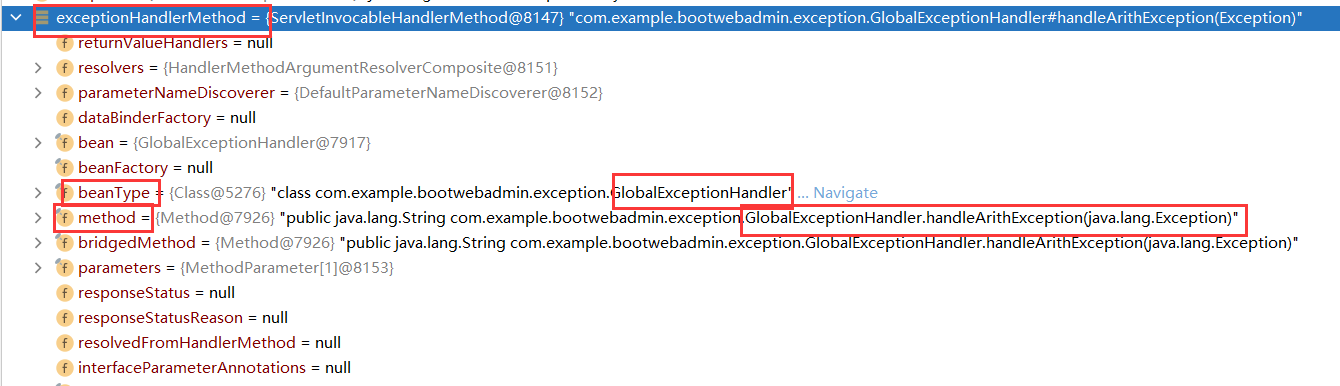 exceptionHandlerMethod = {ServletInvocableHandlerMethod@8147} "com.example.bootwebadmin.exception.GlobalExceptionHandler#handleArithException(Exception)"
f returnValueHandlers = null
f resolvers = {HandlerMethodArgumentResolverComposite@8151}
f parameterNameDiscoverer = {DefaultParameterNameDiscoverer@8152}
f dataBinderFactory = null
f bean = {GlobalExceptionHandler@7917}
f beanFactory = null
f beanType = {Class@5276} "class com.example.bootwebadmin.exception.GlobalExceptionHandler" ... Navigate
f method = {Method@7926} "public java.lang.String com.example.bootwebadmin.exception.GlobalExceptionHandler.handleArithException(java.lang.Exception)"
f bridgedMethod = {Method@7926} "public java.lang.String com.example.bootwebadmin.exception.GlobalExceptionHandler.handleArithException(java.lang.Exception)"
f parameters = {MethodParameter[1]@8153}
f responseStatus = null
f responseStatusReason = null
f resolvedFromHandlerMethod = null
f interfaceParameterAnnotations = null